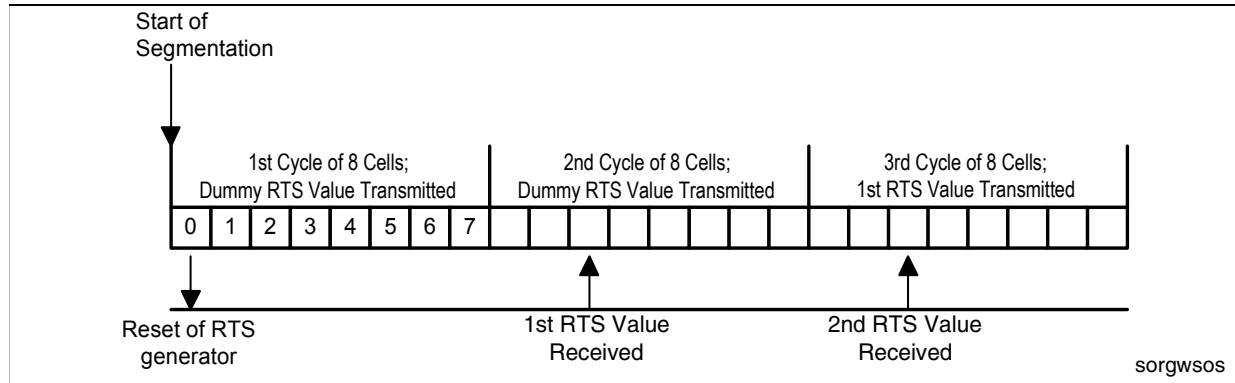 Start of
Segmentation
1st Cycle of 8 Cells;
Dummy RTS Value Transmitted
2nd Cycle of 8 Cells;
Dummy RTS Value Transmitted
3rd Cycle of 8 Cells;
1st RTS Value Transmitted
0 1 2 3 4 5 6 7
Reset of RTS
generator
1st RTS Value
Received
2nd RTS Value
Received
sorgwsos